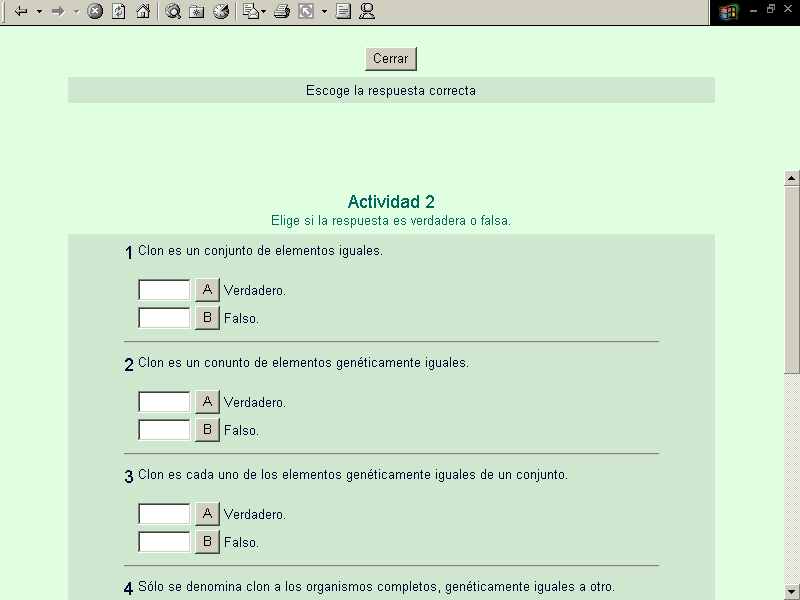 Cerrar
Escoge la respuesta correcta
Actividad 2
Elige si la respuesta es verdadera o falsa.
1 Clon es un conjunto de elementos iguales.
A Verdadero.
B Falso.
2 Clon es un conunto de elementos genéticamente iguales.
A Verdadero.
B Falso.
3 Clon es cada uno de los elementos genéticamente iguales de un conjunto.
A Verdadero.
B Falso.
4 Sólo se denomina clon a los organismos completos, genéticamente iguales a otro.